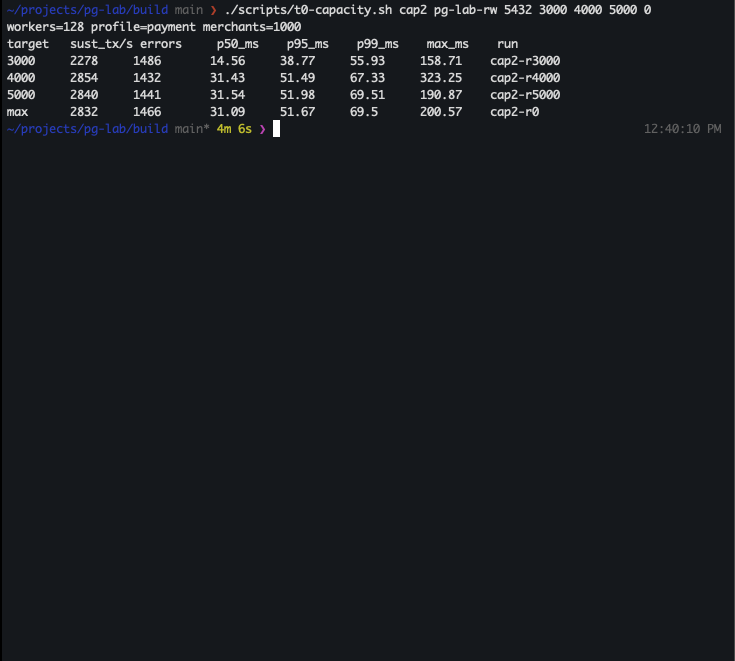 ~/projects/pg-lab/build main ❯ ./scripts/t0-capacity.sh cap2 pg-lab-rw 5432 3000 4000 5000 0
workers=128 profile=payment merchants=1000
target sust_tx/s errors p50_ms p95_ms p99_ms max_ms run
3000 2278 1486 14.56 38.77 55.93 158.71 cap2-r3000
4000 2854 1432 31.43 51.49 67.33 323.25 cap2-r4000
5000 2840 1441 31.54 51.98 69.51 190.87 cap2-r5000
max 2832 1466 31.09 51.67 69.5 200.57 cap2-r0
~/projects/pg-lab/build main* 4m 6s ❯ 12:40:10 PM